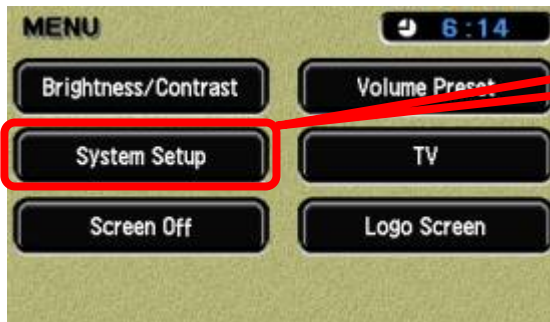 MENU 6:14
Brightness/Contrast Volume Preset
System Setup TV
Screen Off Logo Screen